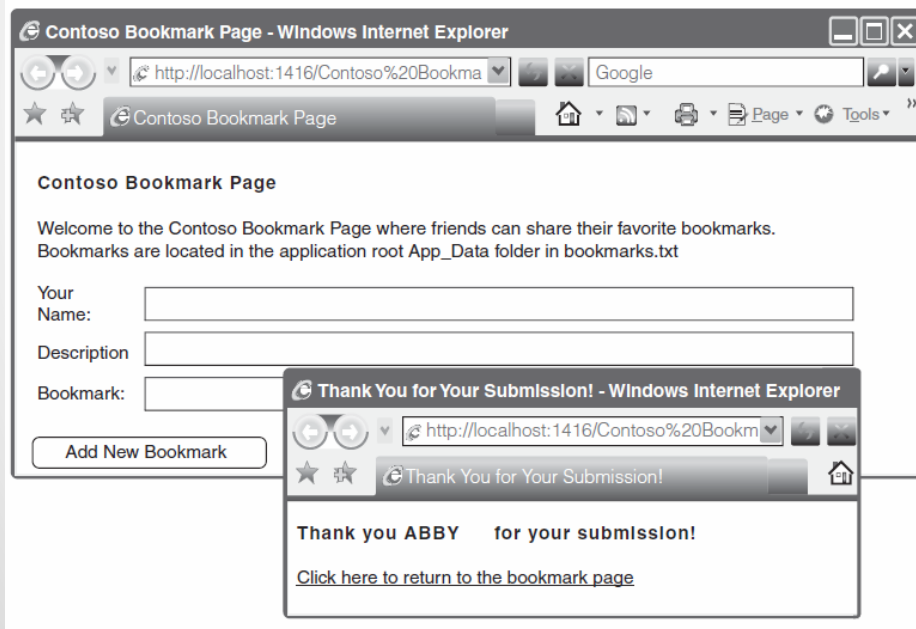 Contoso Bookmark Page - Windows Internet Explorer
http://localhost:1416/Contoso%20Bookma
Google
Contoso Bookmark Page
Page
Tools
»
Contoso Bookmark Page
Welcome to the Contoso Bookmark Page where friends can share their favorite bookmarks.
Bookmarks are located in the application root App_Data folder in bookmarks.txt
Your
Name:
Description
Bookmark:
Add New Bookmark
Thank You for Your Submission! - Windows Internet Explorer
http://localhost:1416/Contoso%20Bookm
Thank You for Your Submission!
Thank you ABBY for your submission!
Click here to return to the bookmark page